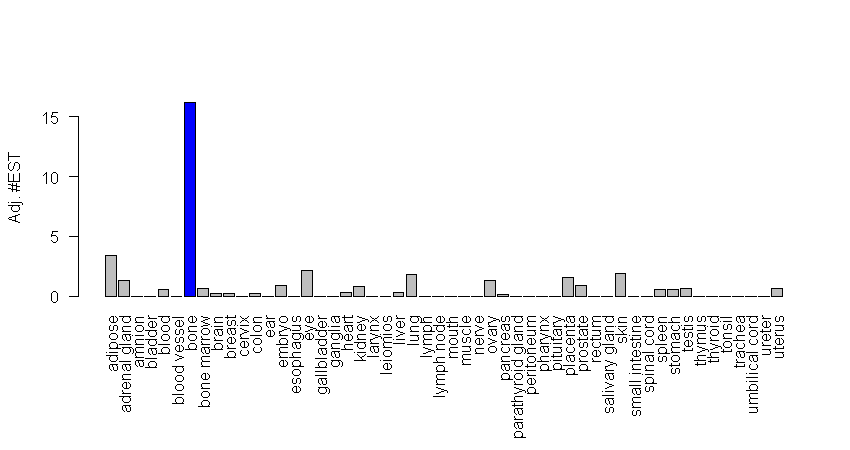 Adj. #EST
15
10
5
0
adipose
adrenal gland
amnion
bladder
blood
blood vessel
bone
bone marrow
brain
breast
cervix
colon
ear
embryo
esophagus
eye
gallbladder
ganglia
heart
kidney
larynx
leiomios
liver
lung
lymph
lymph node
mouth
muscle
nerve
ovary
pancreas
parathyroid gland
peritoneum
pharynx
pituitary
placenta
prostate
rectum
salivary gland
skin
small intestine
spinal cord
spleen
stomach
testis
thymus
thyroid
tonsil
trachea
umbilical cord
ureter
uterus